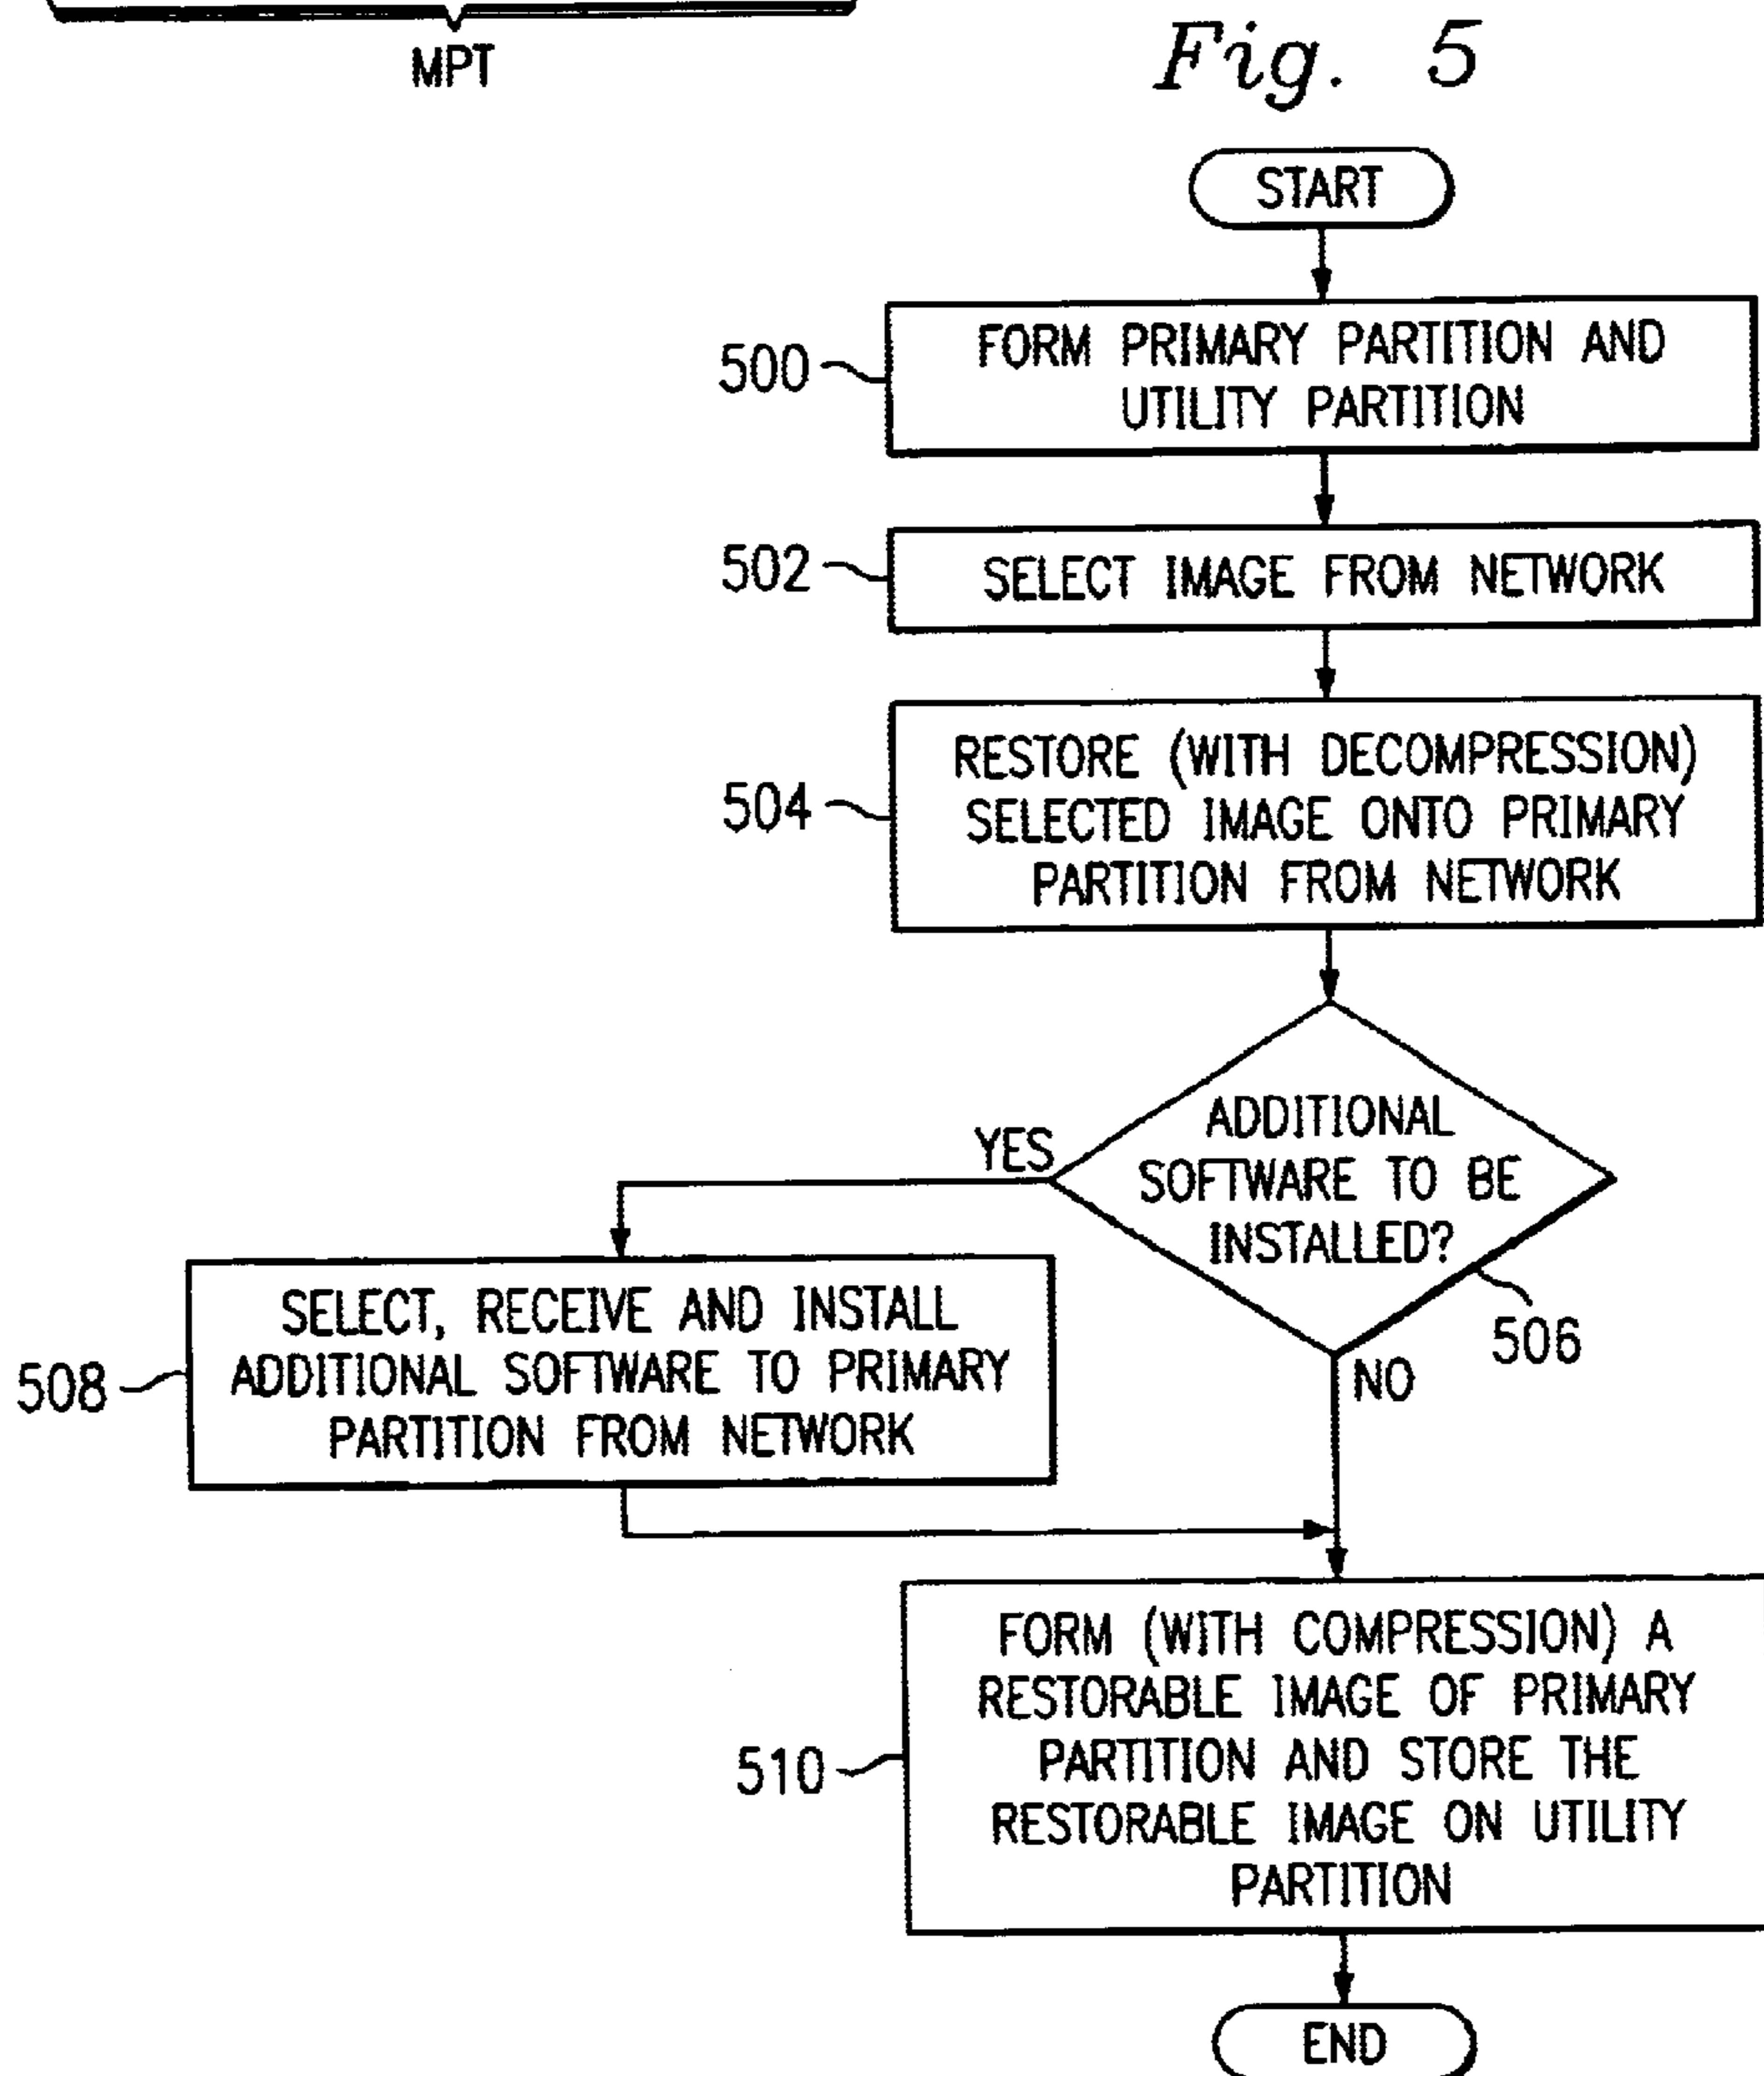 MPT
Fig. 5
START
500
FORM PRIMARY PARTITION AND
UTILITY PARTITION
502
SELECT IMAGE FROM NETWORK
504
RESTORE (WITH DECOMPRESSION)
SELECTED IMAGE ONTO PRIMARY
PARTITION FROM NETWORK
ADDITIONAL
SOFTWARE TO BE
INSTALLED?
506
YES
NO
508
SELECT, RECEIVE AND INSTALL
ADDITIONAL SOFTWARE TO PRIMARY
PARTITION FROM NETWORK
510
FORM (WITH COMPRESSION) A
RESTORABLE IMAGE OF PRIMARY
PARTITION AND STORE THE
RESTORABLE IMAGE ON UTILITY
PARTITION
END